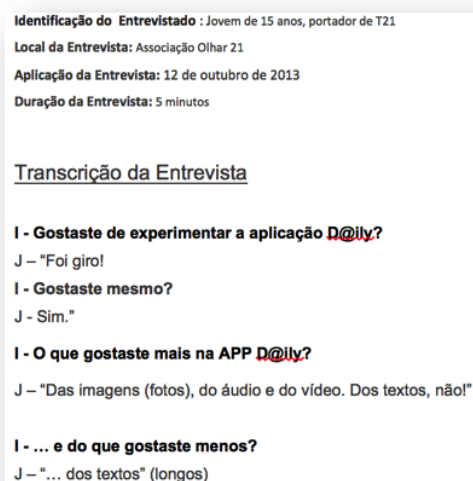 Identificação do Entrevistado : Jovem de 15 anos, portador de T21
Local da Entrevista: Associação Olhar 21
Aplicação da Entrevista: 12 de outubro de 2013
Duração da Entrevista: 5 minutos
Transcrição da Entrevista
I - Gostaste de experimentar a aplicação D@ily?
J – “Foi giro!
I - Gostaste mesmo?
J - Sim.”
I - O que gostaste mais na APP D@ily?
J – “Das imagens (fotos), do áudio e do vídeo. Dos textos, não!”
I - … e do que gostaste menos?
J – “… dos textos” (longos)